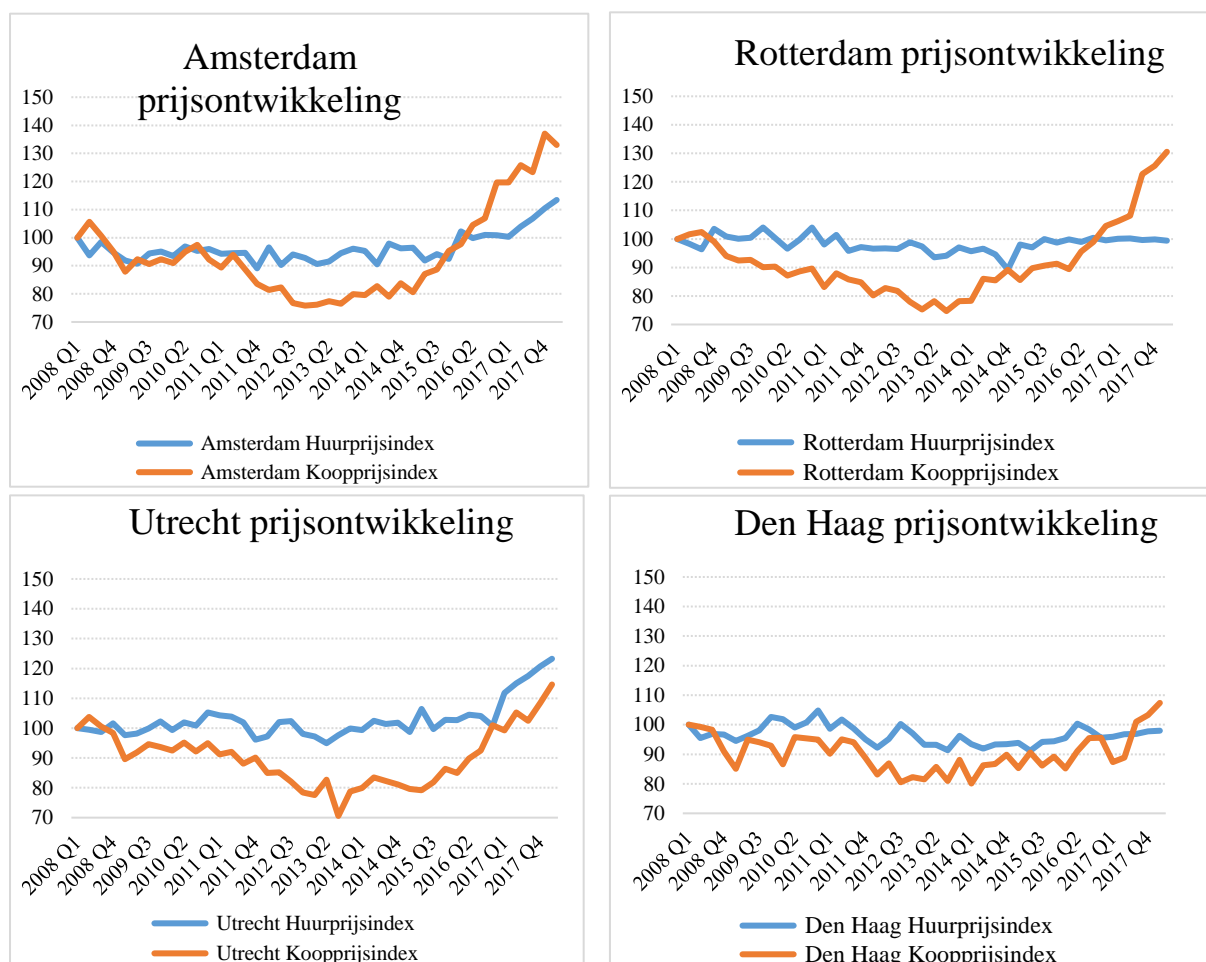 Amsterdam
prijsontwikkeling
150
140
130
120
110
100
90
80
70
2008 Q1
2008 Q4
2009 Q3
2010 Q2
2011 Q1
2011 Q4
2012 Q3
2013 Q2
2014 Q1
2014 Q4
2015 Q3
2016 Q2
2017 Q1
2017 Q4
Amsterdam Huurprijsindex
Amsterdam Koopprijsindex
Rotterdam prijsontwikkeling
150
140
130
120
110
100
90
80
70
2008 Q1
2008 Q4
2009 Q3
2010 Q2
2011 Q1
2011 Q4
2012 Q3
2013 Q2
2014 Q1
2014 Q4
2015 Q3
2016 Q2
2017 Q1
2017 Q4
Rotterdam Huurprijsindex
Rotterdam Koopprijsindex
Utrecht prijsontwikkeling
150
140
130
120
110
100
90
80
70
2008 Q1
2008 Q4
2009 Q3
2010 Q2
2011 Q1
2011 Q4
2012 Q3
2013 Q2
2014 Q1
2014 Q4
2015 Q3
2016 Q2
2017 Q1
2017 Q4
Utrecht Huurprijsindex
Utrecht Koopprijsindex
Den Haag prijsontwikkeling
150
140
130
120
110
100
90
80
70
2008 Q1
2008 Q4
2009 Q3
2010 Q2
2011 Q1
2011 Q4
2012 Q3
2013 Q2
2014 Q1
2014 Q4
2015 Q3
2016 Q2
2017 Q1
2017 Q4
Den Haag Huurprijsindex
Den Haag Koopprijsindex